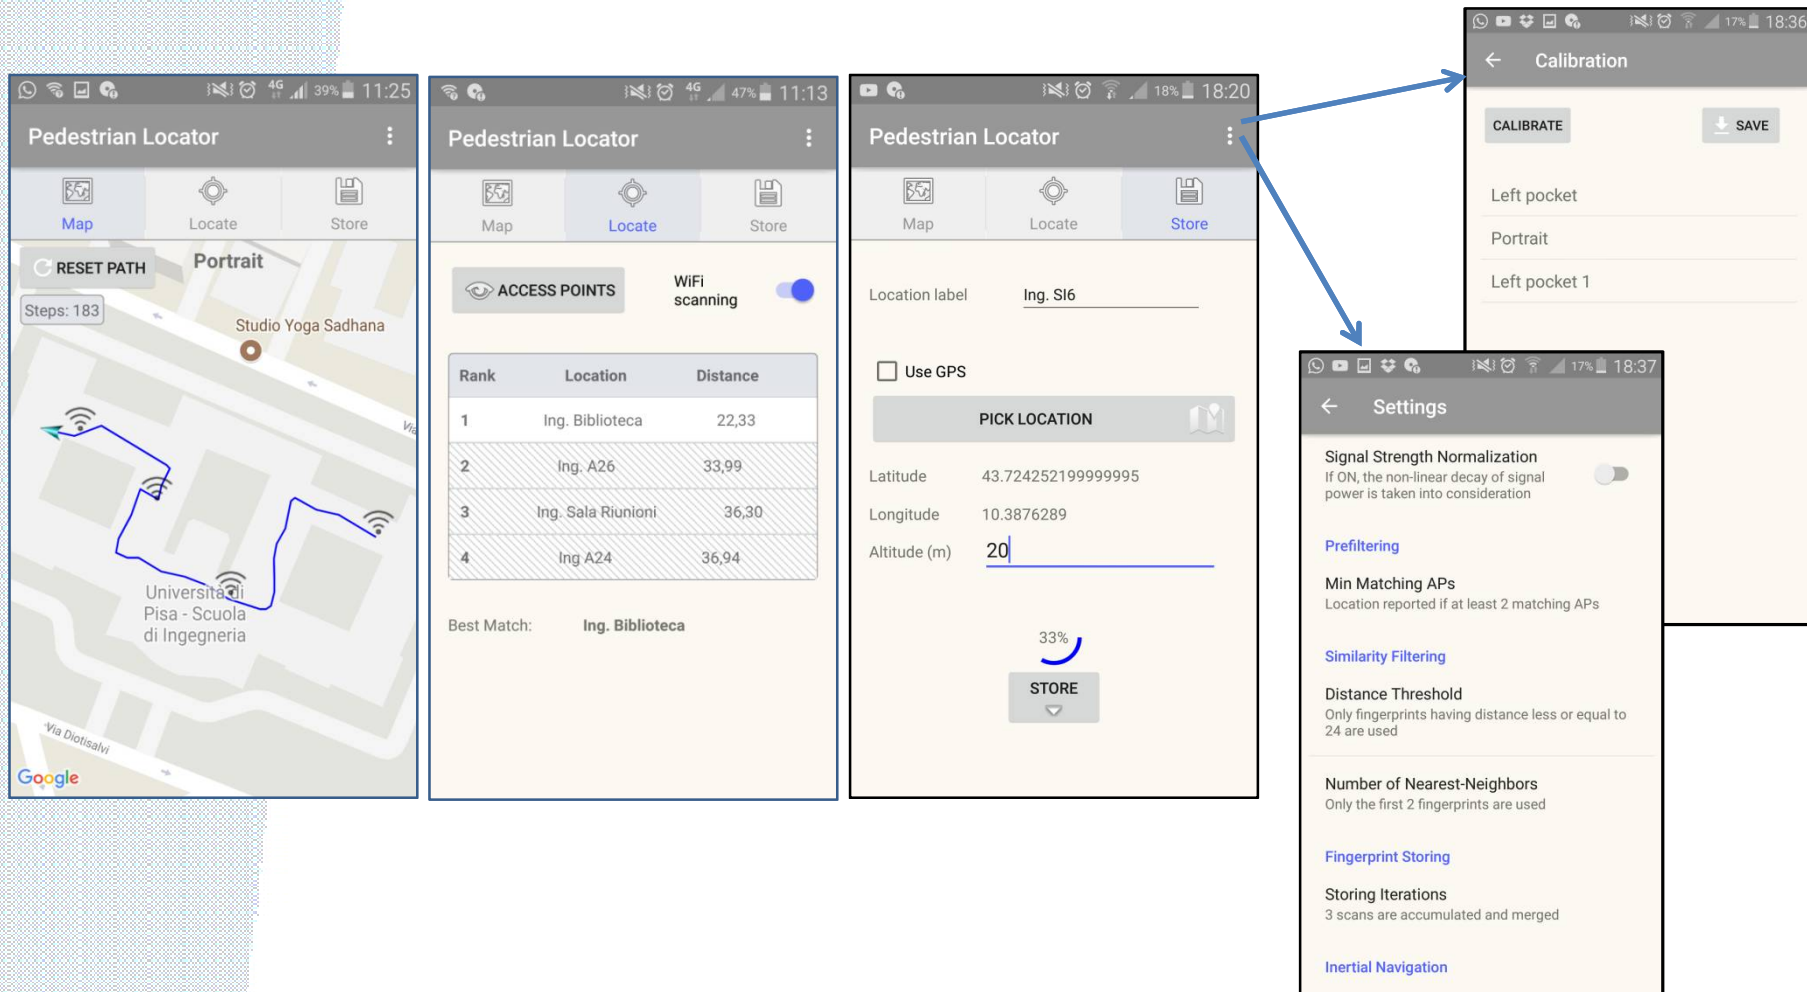 4G 39% 11:25
Pedestrian Locator
Map Locate Store
RESET PATH
Portrait
Steps: 183
Studio Yoga Sadhana
Via
Università di
Pisa - Scuola
di Ingegneria
Via Diotisalvi
Google
4G 47% 11:13
Pedestrian Locator
Map Locate Store
ACCESS POINTS
WiFi
scanning
Rank Location Distance
1 Ing. Biblioteca 22,33
2 Ing. A26 33,99
3 Ing. Sala Riunioni 36,30
4 Ing A24 36,94
Best Match: Ing. Biblioteca
18% 18:20
Pedestrian Locator
Map Locate Store
Location label Ing. SI6
Use GPS
PICK LOCATION
Latitude 43.724252199999995
Longitude 10.3876289
Altitude (m) 20
33%
STORE
17% 18:36
Calibration
CALIBRATE SAVE
Left pocket
Portrait
Left pocket 1
17% 18:37
Settings
Signal Strength Normalization
If ON, the non-linear decay of signal
power is taken into consideration
Prefiltering
Min Matching APs
Location reported if at least 2 matching APs
Similarity Filtering
Distance Threshold
Only fingerprints having distance less or equal to
24 are used
Number of Nearest-Neighbors
Only the first 2 fingerprints are used
Fingerprint Storing
Storing Iterations
3 scans are accumulated and merged
Inertial Navigation